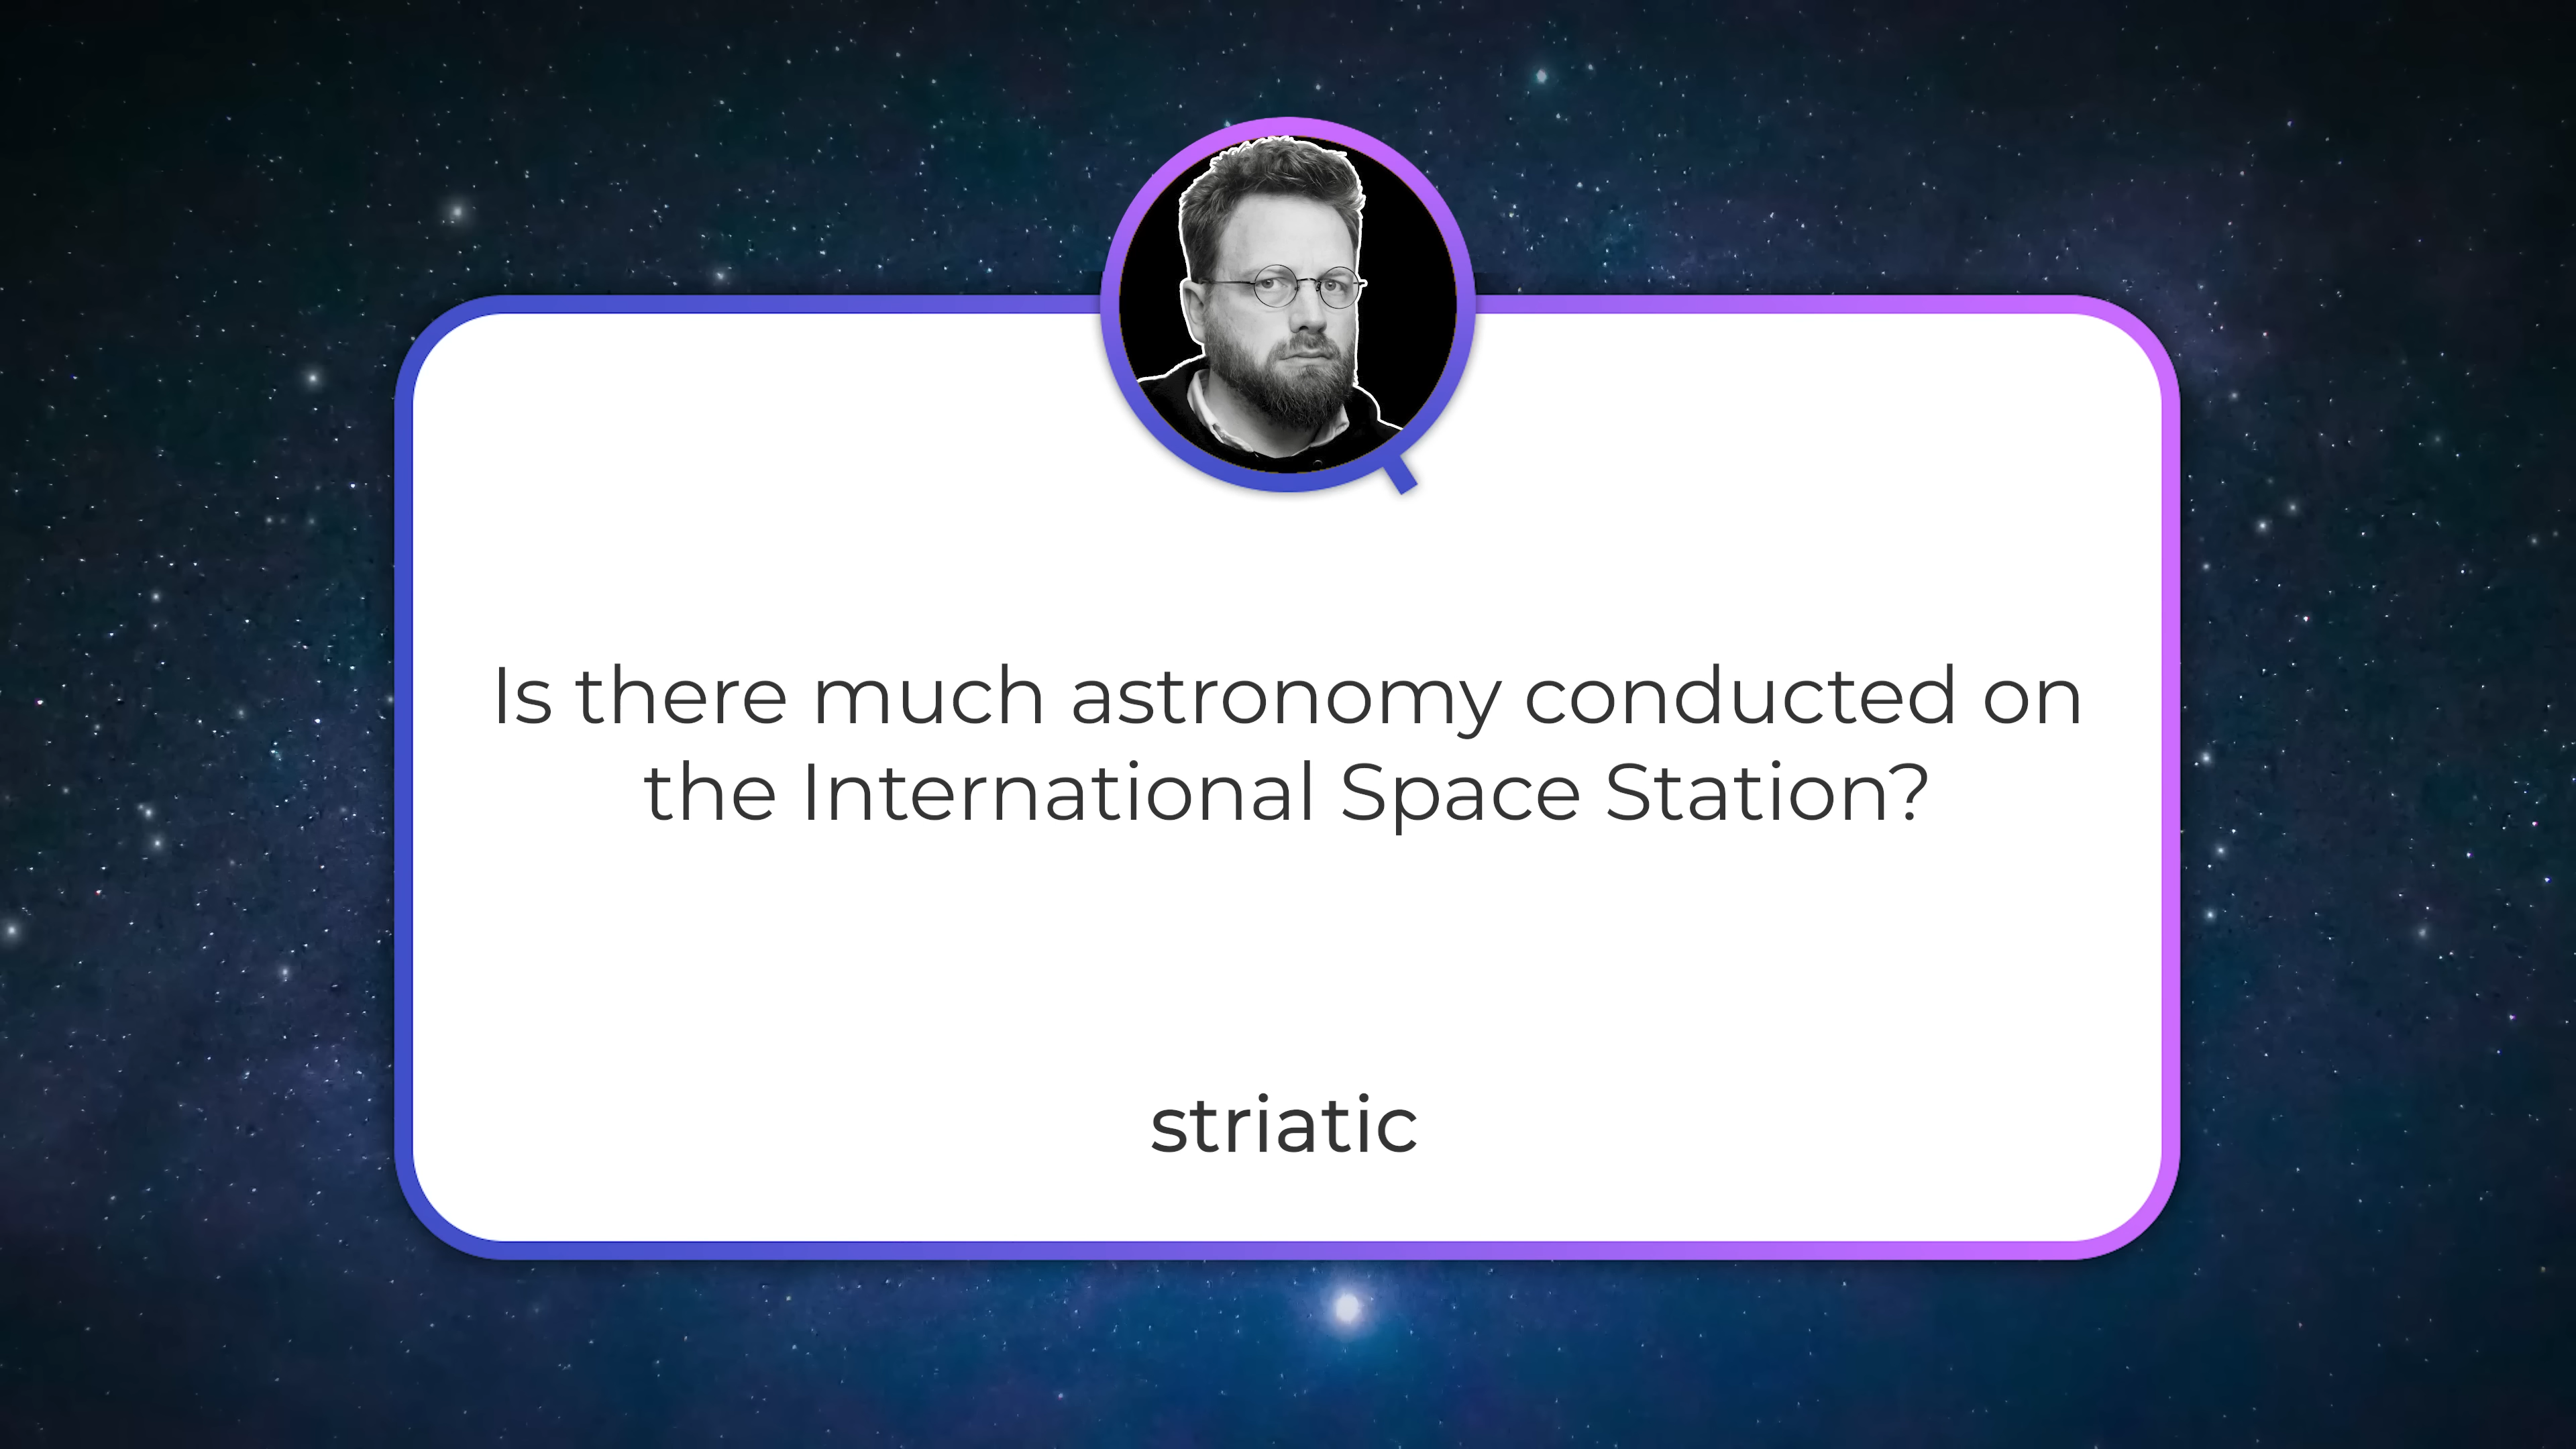 Is there much astronomy conducted on
the International Space Station?
striatic